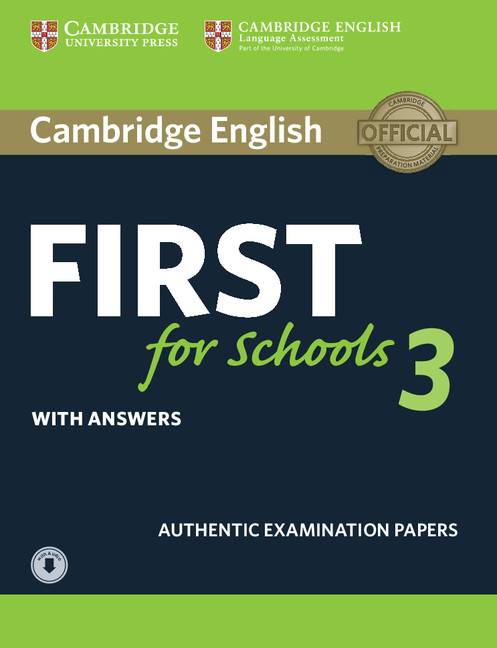 CAMBRIDGE
UNIVERSITY PRESS
CAMBRIDGE ENGLISH
Language Assessment
Part of the University of Cambridge
Cambridge English
CAMBRIDGE
OFFICIAL
PREPARATION MATERIAL
FIRST
for Schools 3
WITH ANSWERS
AUTHENTIC EXAMINATION PAPERS
with Audio